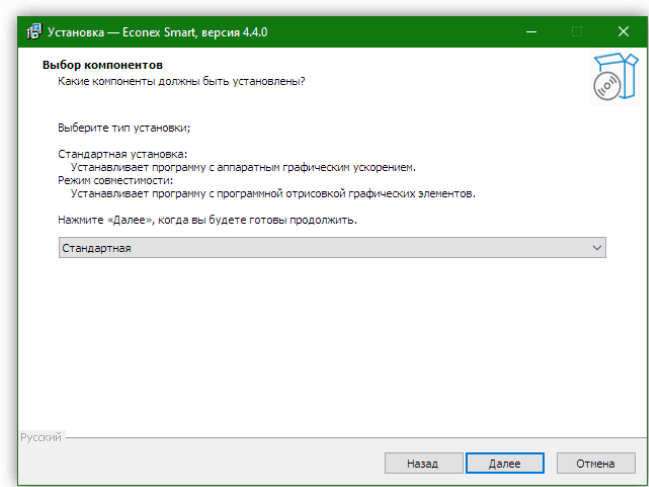 Установка — Econex Smart, версия 4.4.0
Выбор компонентов
Какие компоненты должны быть установлены?
Выберите тип установки;
Стандартная установка:
Устанавливает программу с аппаратным графическим ускорением.
Режим совместимости:
Устанавливает программу с программной отрисовкой графических элементов.
Нажмите «Далее», когда вы будете готовы продолжить.
Стандартная
Русский
Назад Далее Отмена